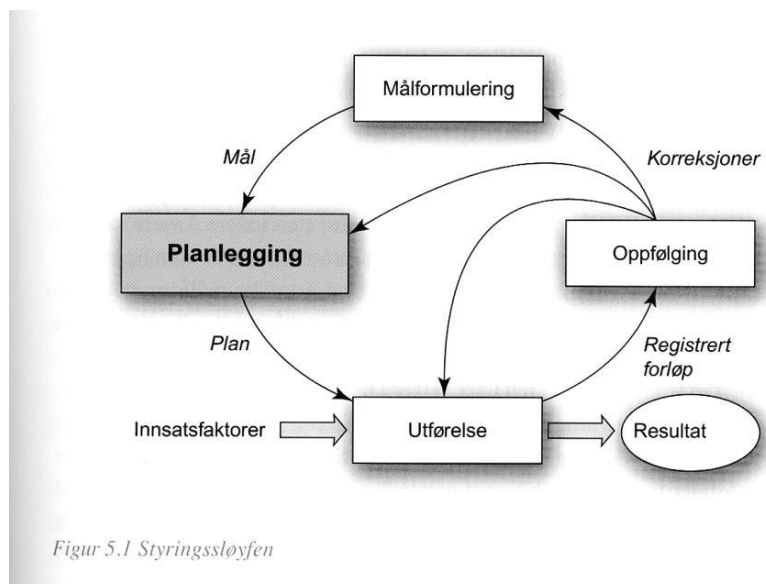 Målformulering
Mål
Korreksjoner
Planlegging
Oppfølging
Plan
Registrert
forløp
Innsatsfaktorer
Utførelse
Resultat
Figur 5.1 Styringssløyfen